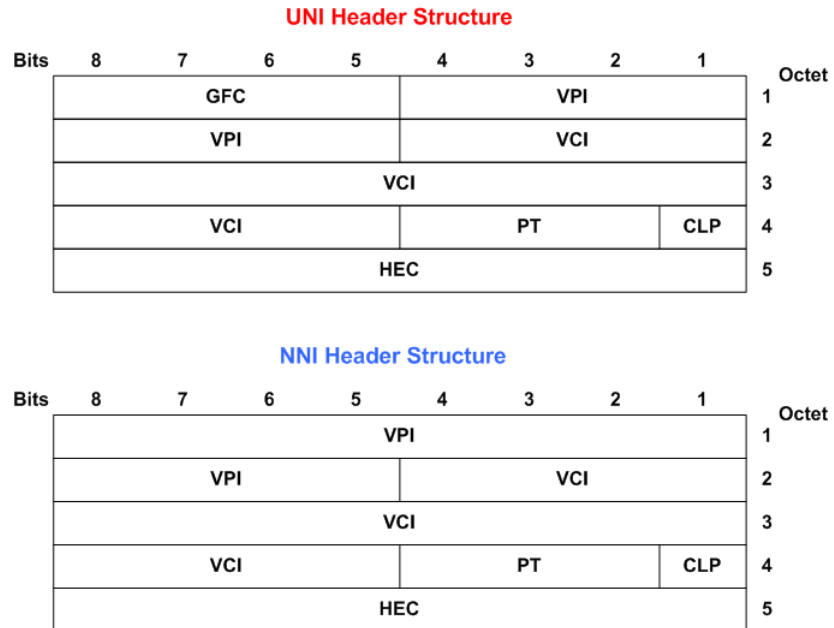 UNI Header Structure
Bits 8 7 6 5 4 3 2 1 Octet
GFC VPI 1
VPI VCI 2
VCI 3
VCI PT CLP 4
HEC 5
NNI Header Structure
Bits 8 7 6 5 4 3 2 1 Octet
VPI 1
VPI VCI 2
VCI 3
VCI PT CLP 4
HEC 5